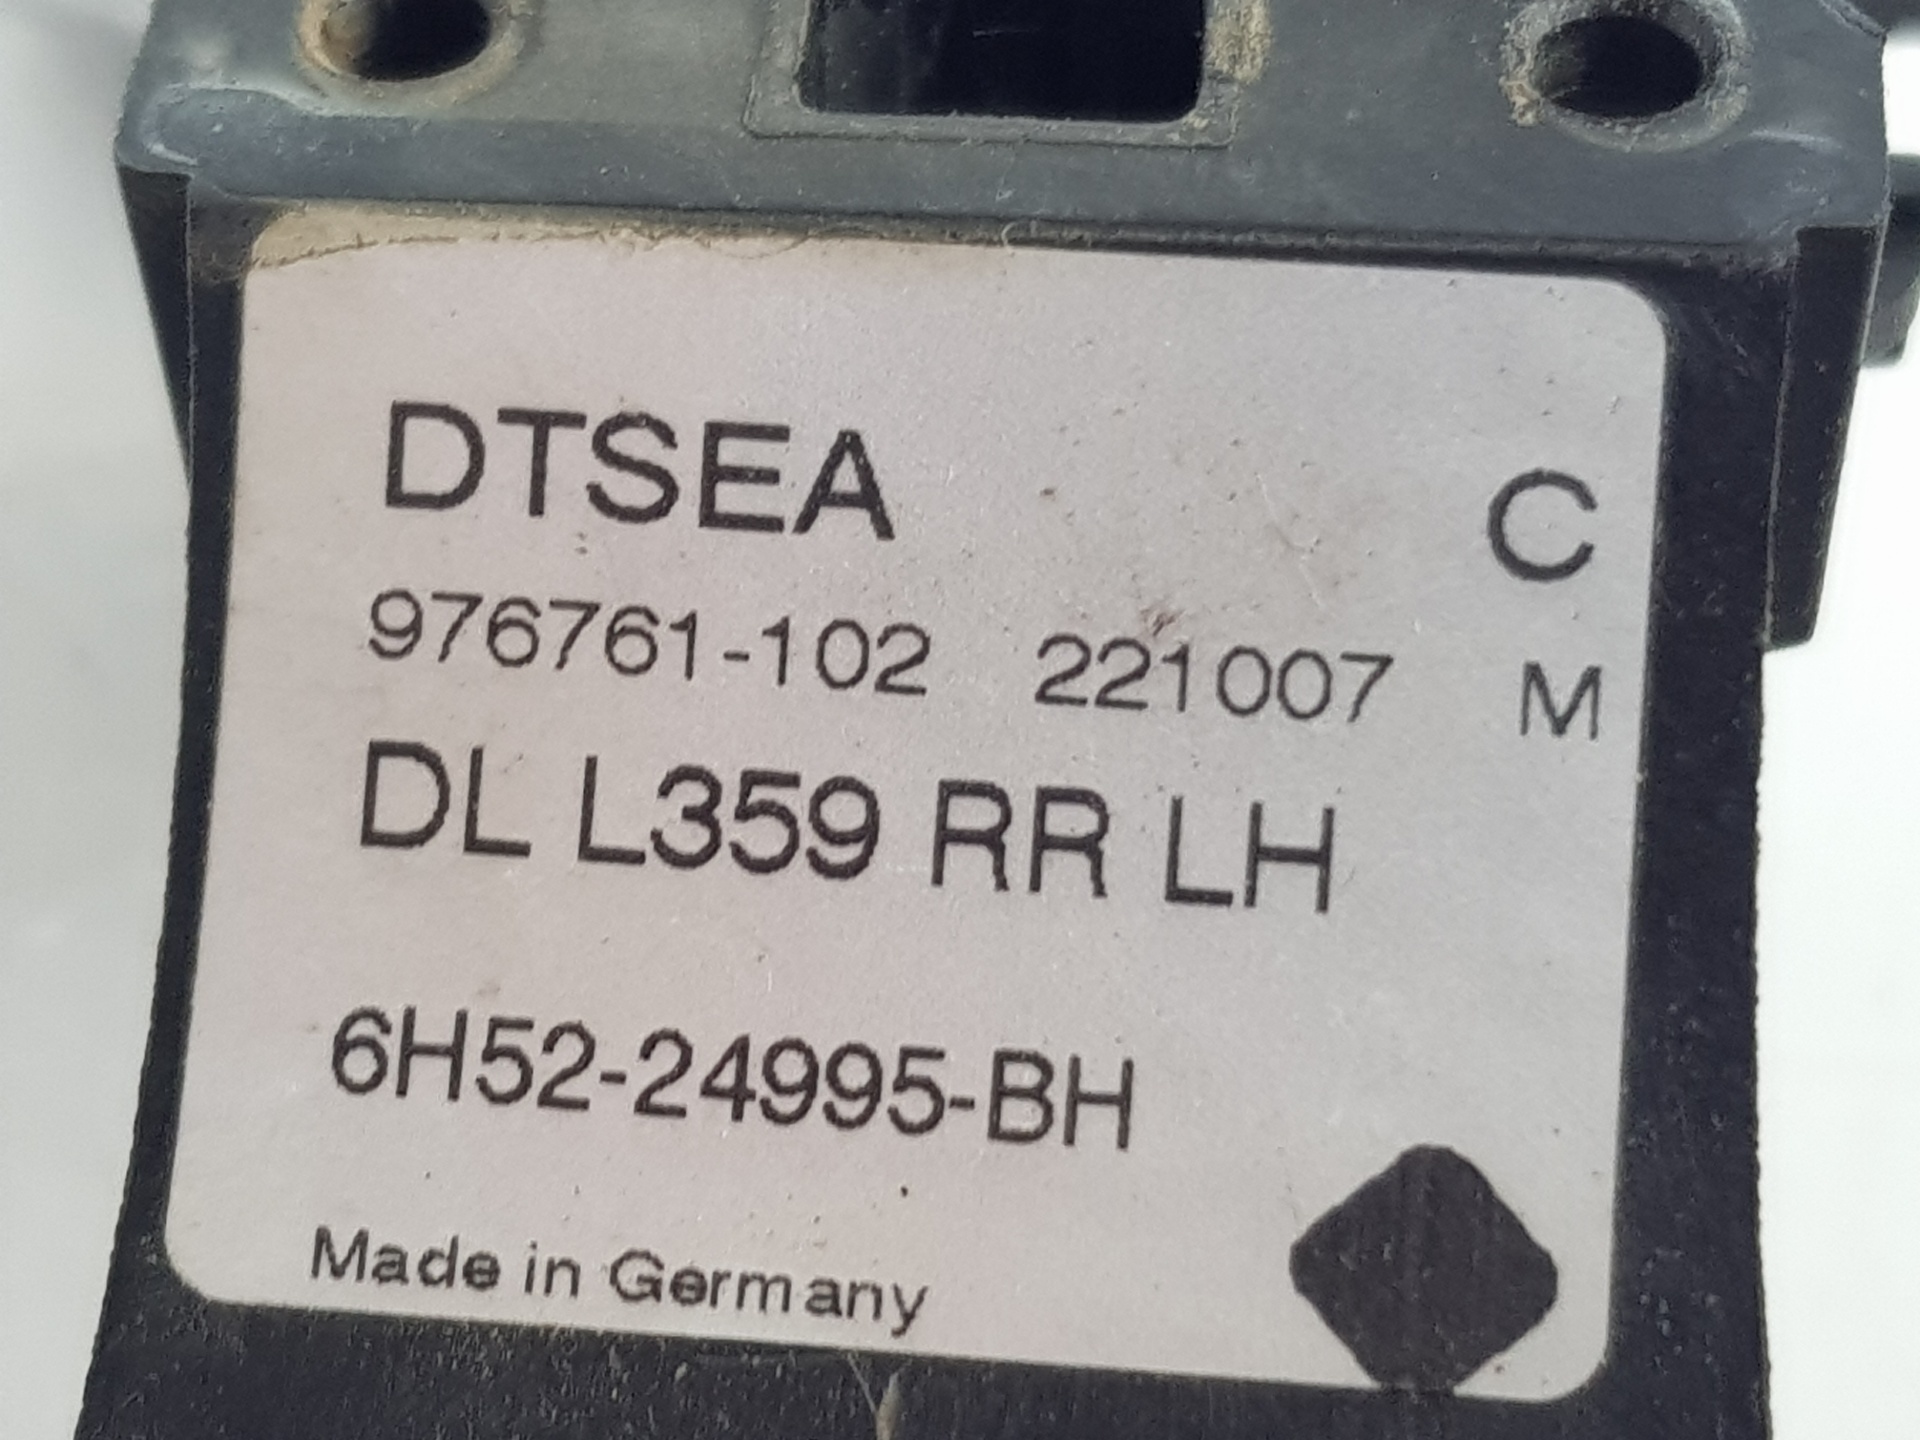 DTSEA C
976761-102 221007 M
DL L359 RR LH
6H52-24995-BH
Made in Germany